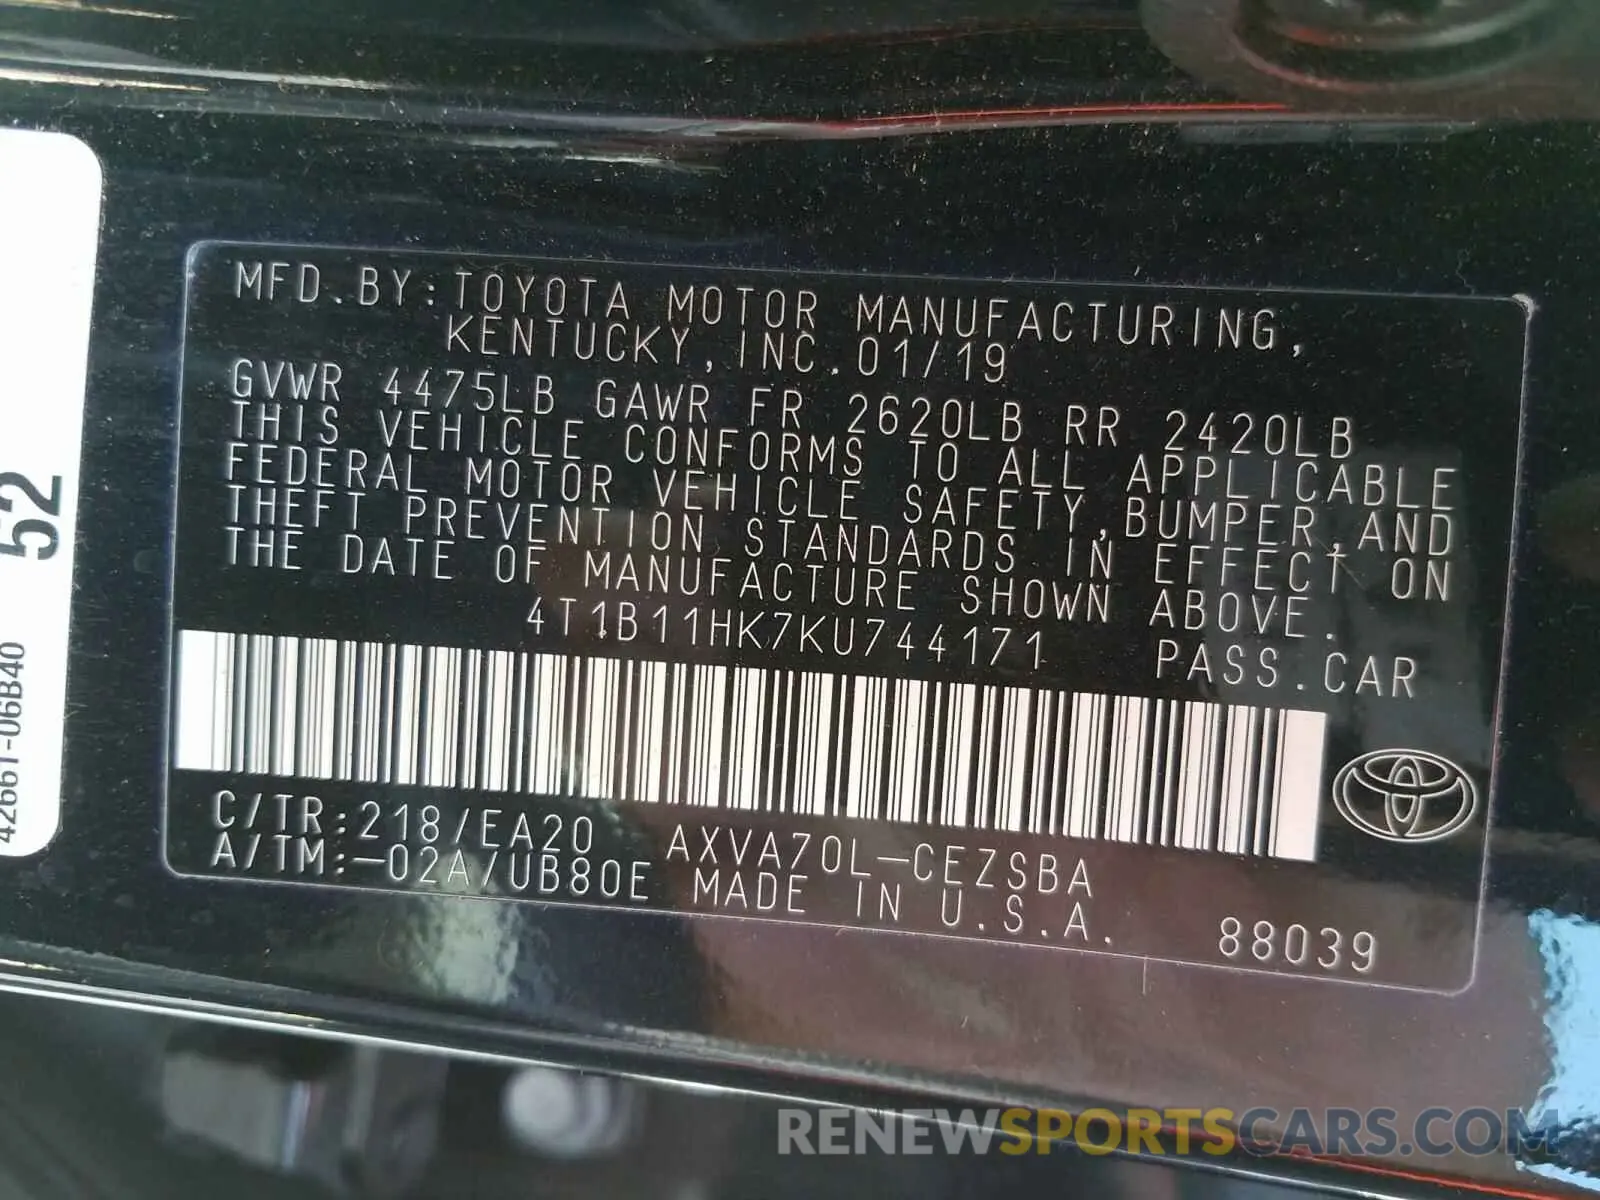 MFD.BY:TOYOTA MOTOR MANUFACTURING,
KENTUCKY,INC.01/19
GVWR 4475LB GAWR FR 2620LB RR 2420LB
THIS VEHICLE CONFORMS TO ALL APPLICABLE
FEDERAL MOTOR VEHICLE SAFETY,BUMPER,AND
THEFT PREVENTION STANDARDS IN EFFECT ON
THE DATE OF MANUFACTURE SHOWN ABOVE.
4T1B11HK7KU744171 PASS.CAR
C/TR:218/EA20 AXVA70L-CEZSBA
A/TM:-02A/UB80E MADE IN U.S.A.
88039
52
42661-06B40
RENEWSPORTSCARS.COM